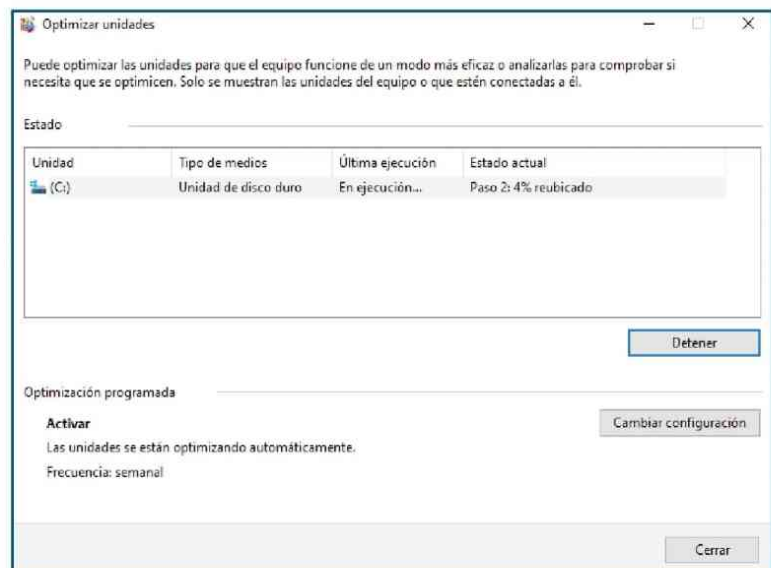 Optimizar unidades
Puede optimizar las unidades para que el equipo funcione de un modo más eficaz o analizarlas para comprobar si
necesita que se optimicen. Solo se muestran las unidades del equipo o que estén conectadas a él.
Estado
Unidad Tipo de medios Última ejecución Estado actual
(C:) Unidad de disco duro En ejecución... Paso 2: 4% reubicado
Detener
Optimización programada
Activar Cambiar configuración
Las unidades se están optimizando automáticamente.
Frecuencia: semanal
Cerrar